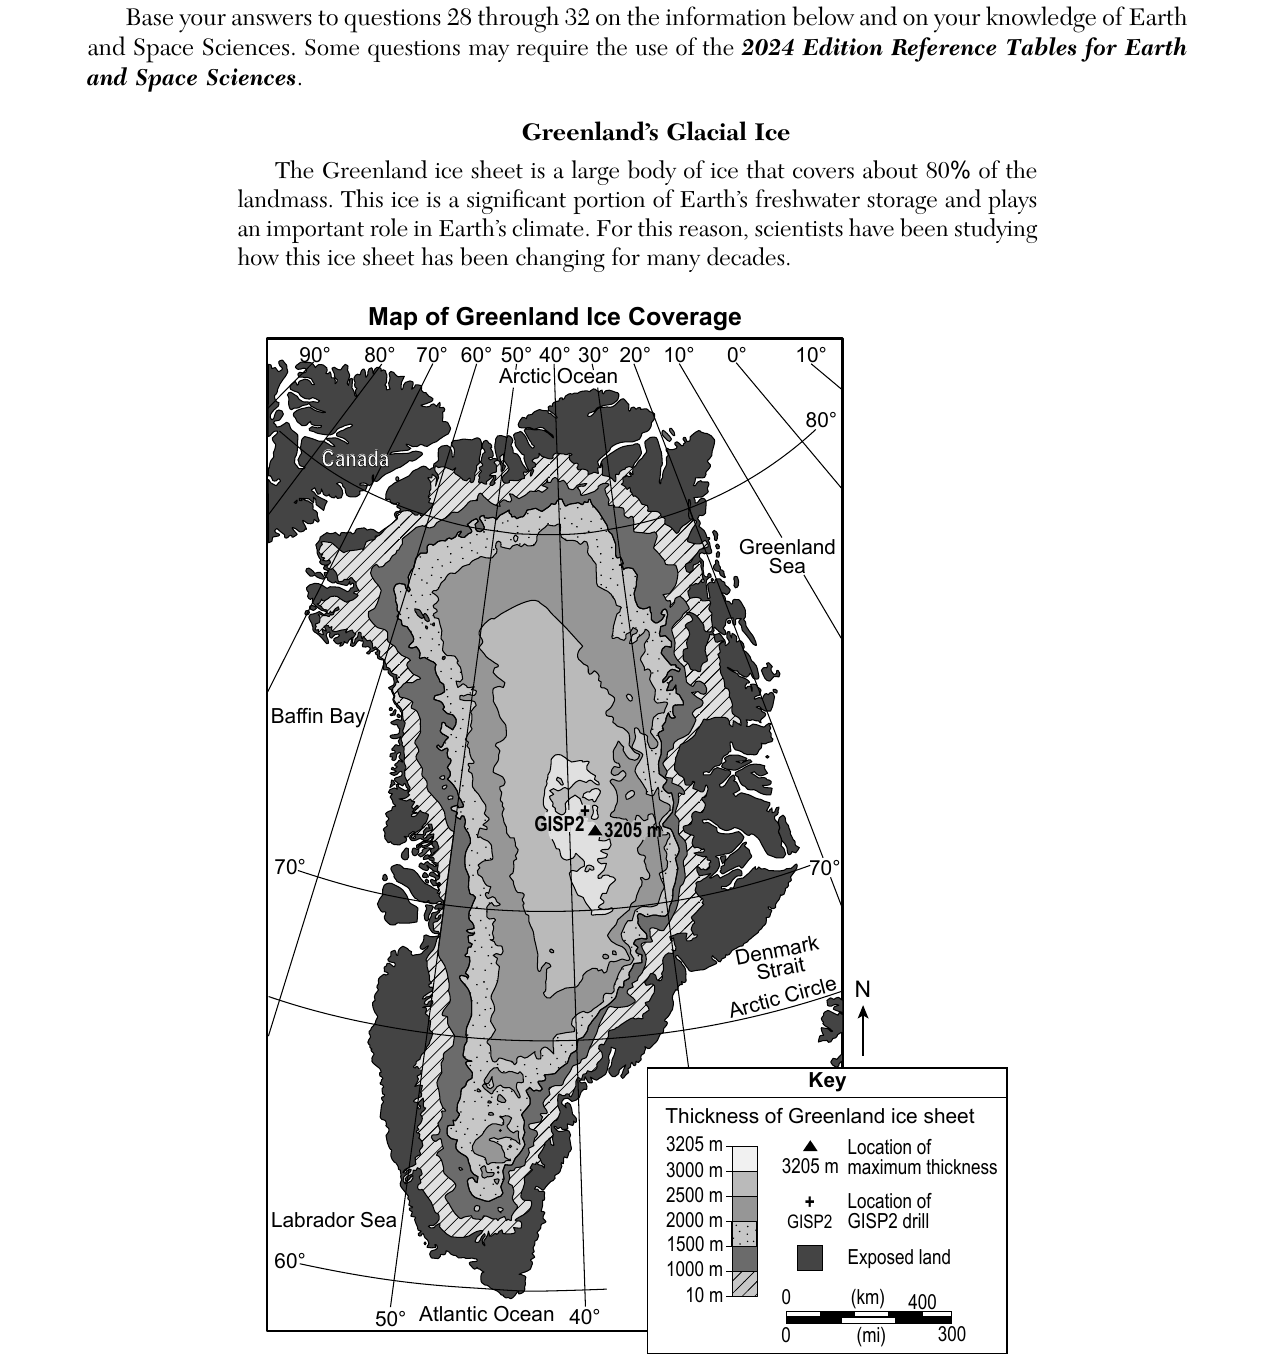 Base your answers to questions 28 through 32 on the information below and on your knowledge of Earth
and Space Sciences. Some questions may require the use of the 2024 Edition Reference Tables for Earth
and Space Sciences.
Greenland's Glacial Ice
The Greenland ice sheet is a large body of ice that covers about 80% of the
landmass. This ice is a significant portion of Earth's freshwater storage and plays
an important role in Earth's climate. For this reason, scientists have been studying
how this ice sheet has been changing for many decades.
Map of Greenland Ice Coverage
90° 80° 70° 60° 50° 40° 30° 20° 10° 0° 10°
Arctic Ocean
80°
Canada
Greenland
Sea
Baffin Bay
GISP2
3205 m
70°
70°
Denmark
Strait
Arctic Circle
N
Labrador Sea
60°
50°
Atlantic Ocean
40°
Key
Thickness of Greenland ice sheet
3205 m
3000 m
2500 m
2000 m
1500 m
1000 m
10 m
3205 m
Location of
maximum thickness
GISP2
Location of
GISP2 drill
Exposed land
0 (km) 400
0 (mi) 300